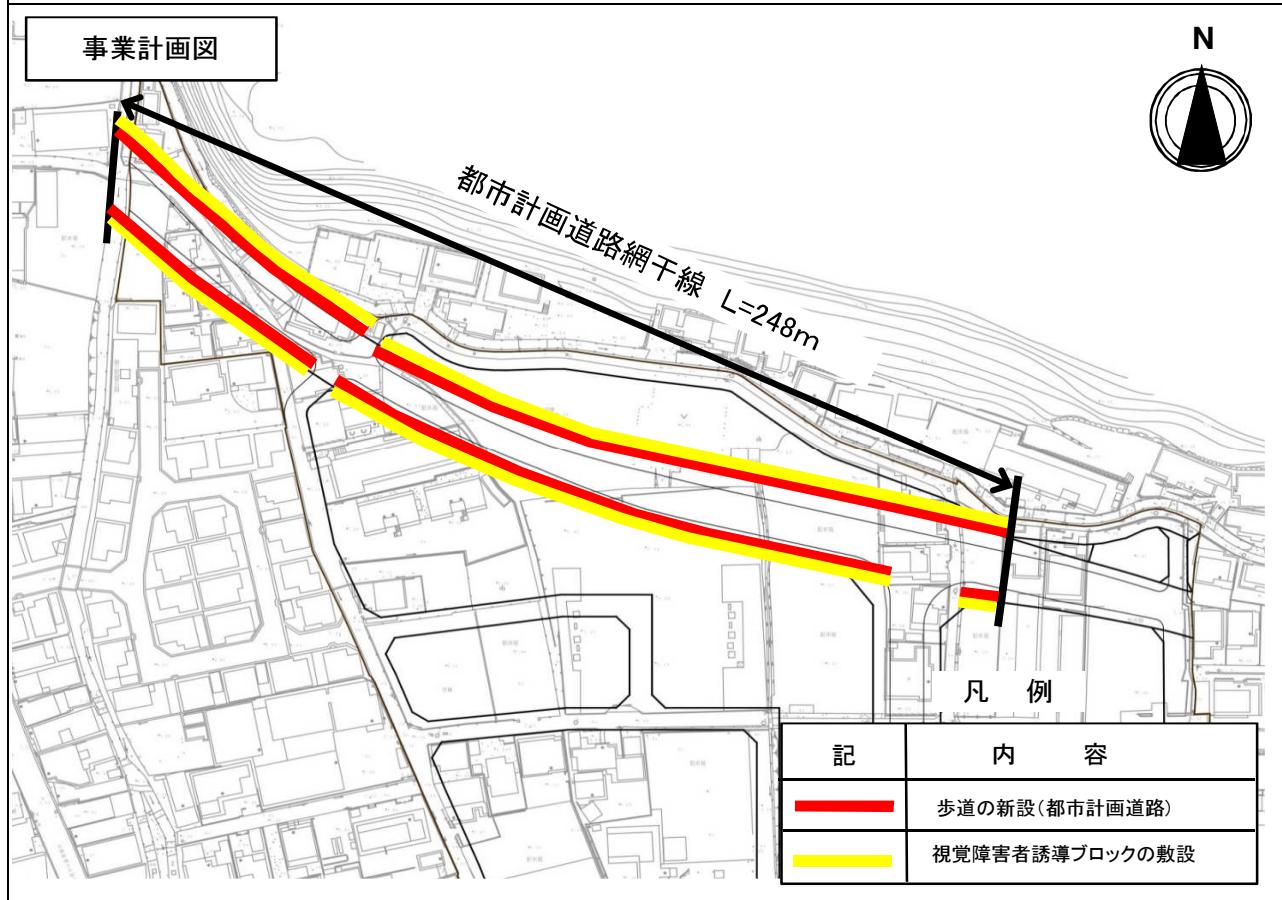 事業計画図
N
都市計画道路網干線 L=248m
凡 例
記 内 容
歩道の新設(都市計画道路)
視覚障害者誘導ブロックの敷設